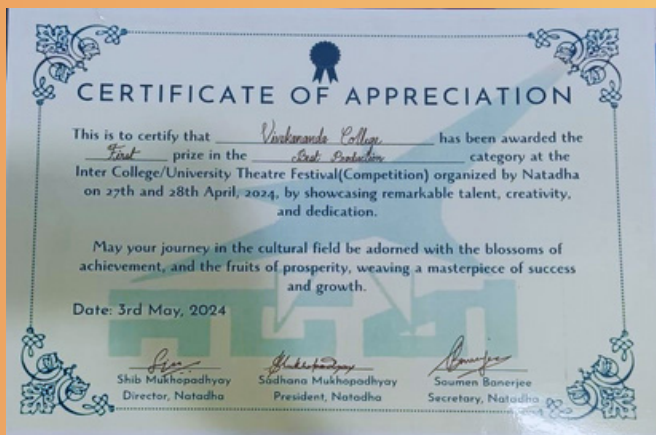 CERTIFICATE OF APPRECIATION
This is to certify that Vivekananda College has been awarded the
First prize in the Best Production category at the
Inter College/University Theatre Festival(Competition) organized by Natadha
on 27th and 28th April, 2024, by showcasing remarkable talent, creativity,
and dedication.
May your journey in the cultural field be adorned with the blossoms of
achievement, and the fruits of prosperity, weaving a masterpiece of success
and growth.
Date: 3rd May, 2024
Shib Mukhopadhyay Sadhana Mukhopadhyay Soumen Banerjee
Director, Natadha President, Natadha Secretary, Natadha